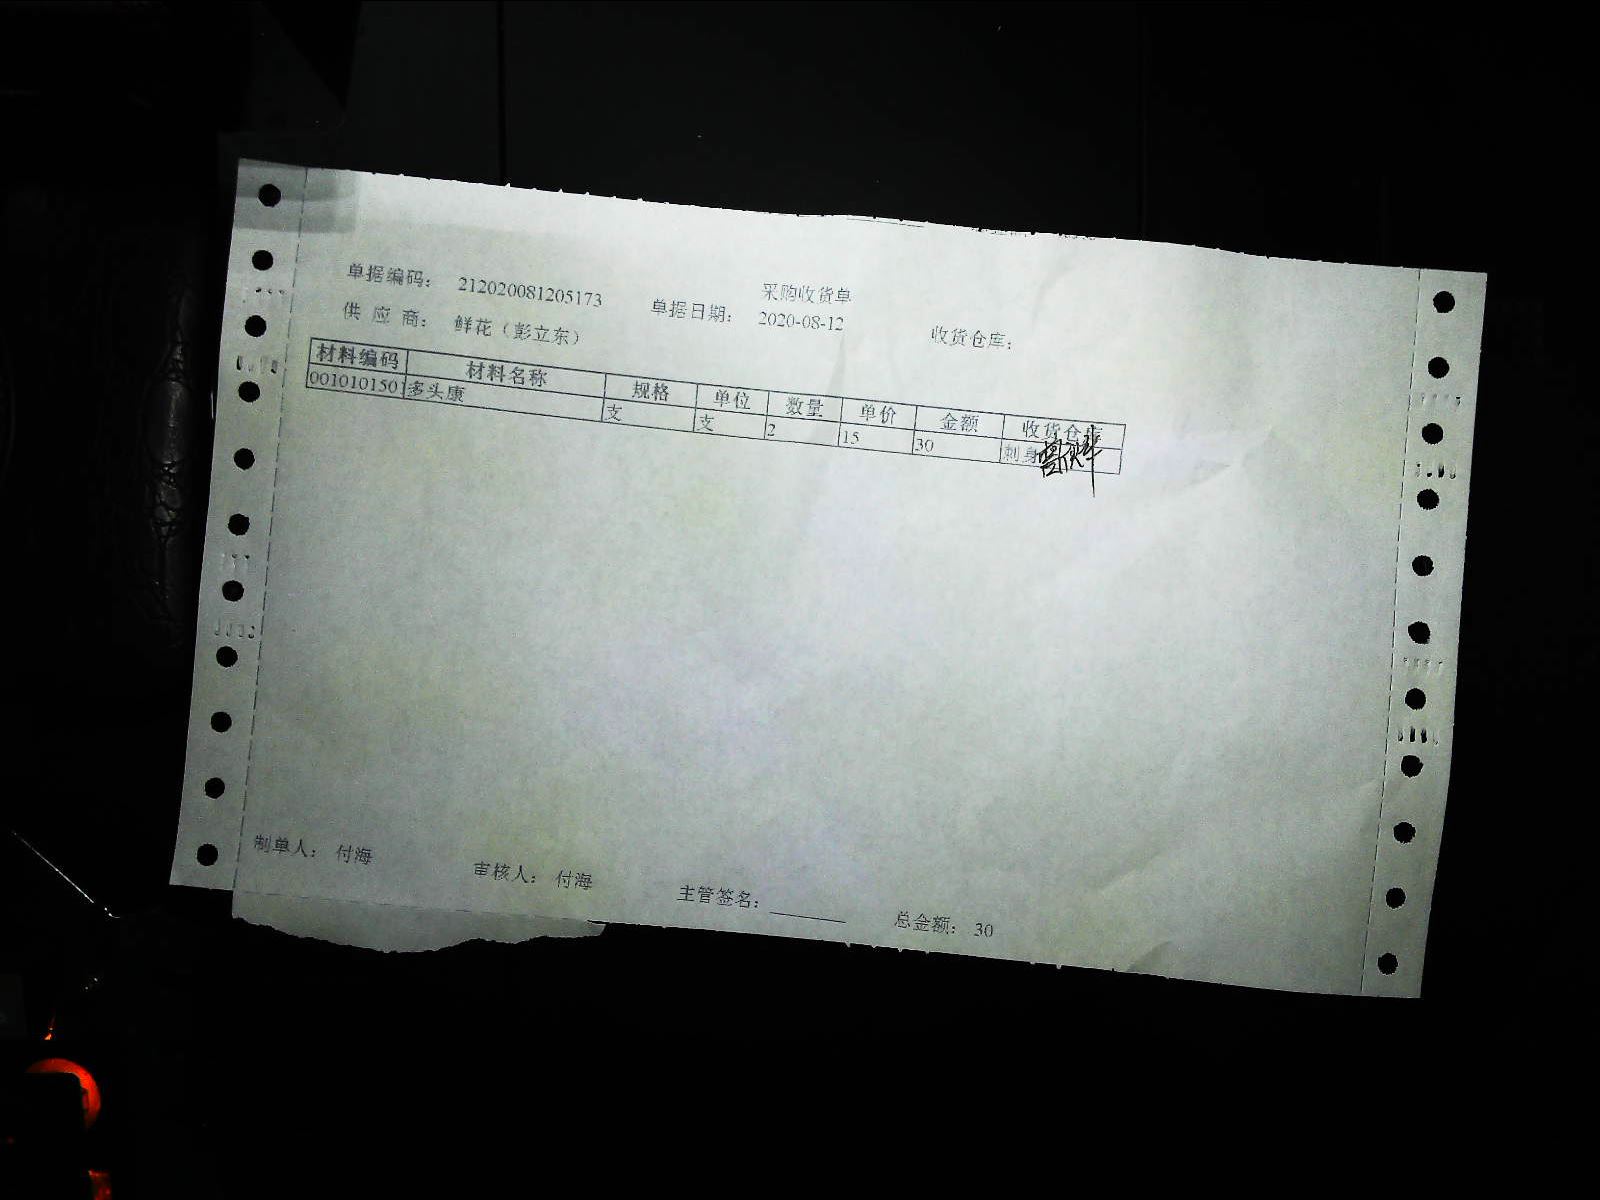 采购收货单
单据编码： 212020081205173 单据日期： 2020-08-12 收货仓库：
供 应 商： 鲜花（彭立东）
材料编码 材料名称 规格 单位 数量 单价 金额 收货仓库
0010101501 多头康 支 支 2 15 30 刺身
制单人： 付海 审核人： 付海 主管签名： 总金额： 30